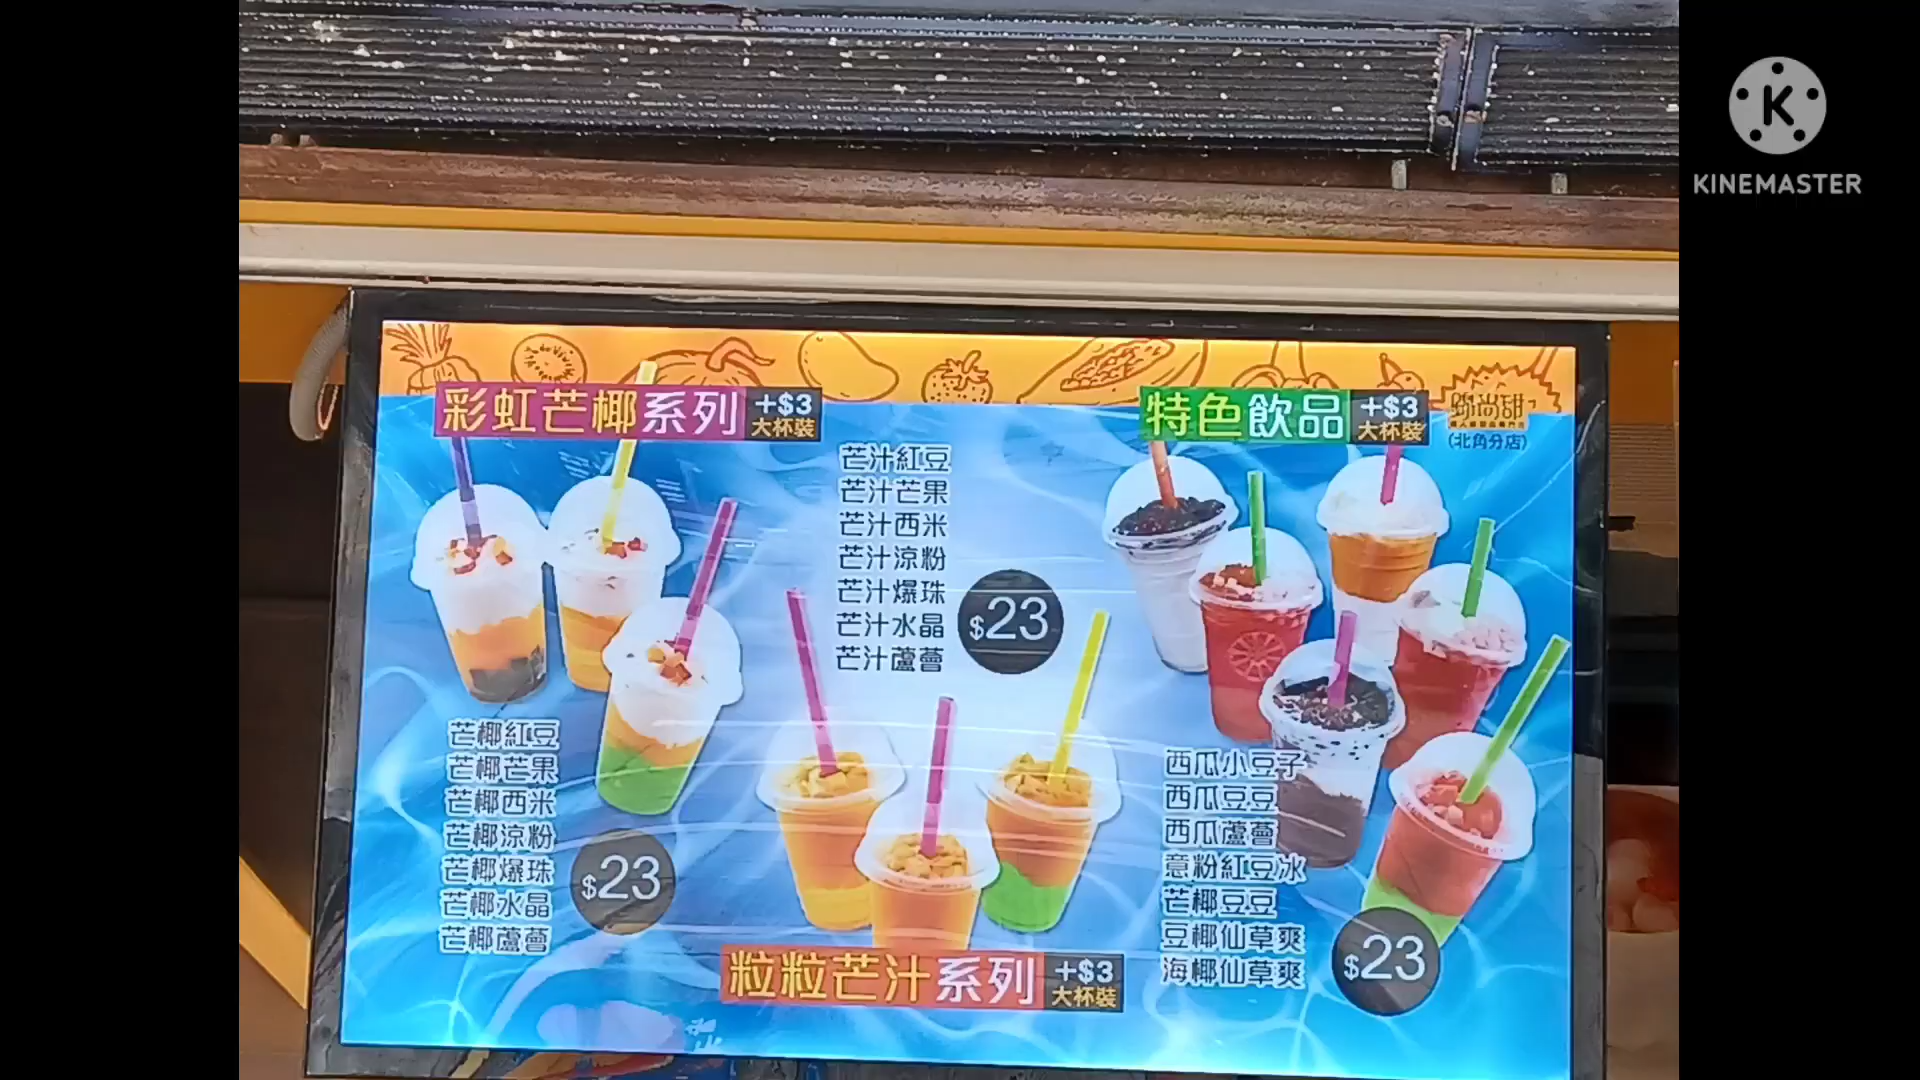 KINEMASTER
彩虹芒椰系列 +$3 大杯裝
芒椰紅豆
芒椰芒果
芒椰西米
芒椰涼粉
芒椰爆珠
芒椰水晶
芒椰蘆薈
$23
芒汁紅豆
芒汁芒果
芒汁西米
芒汁涼粉
芒汁爆珠
芒汁水晶
芒汁蘆薈
$23
粒粒芒汁系列 +$3 大杯裝
特色飲品 +$3 大杯裝
(北角分店)
西瓜小豆子
西瓜豆豆
西瓜蘆薈
意粉紅豆冰
芒椰豆豆
豆椰仙草爽
海椰仙草爽
$23